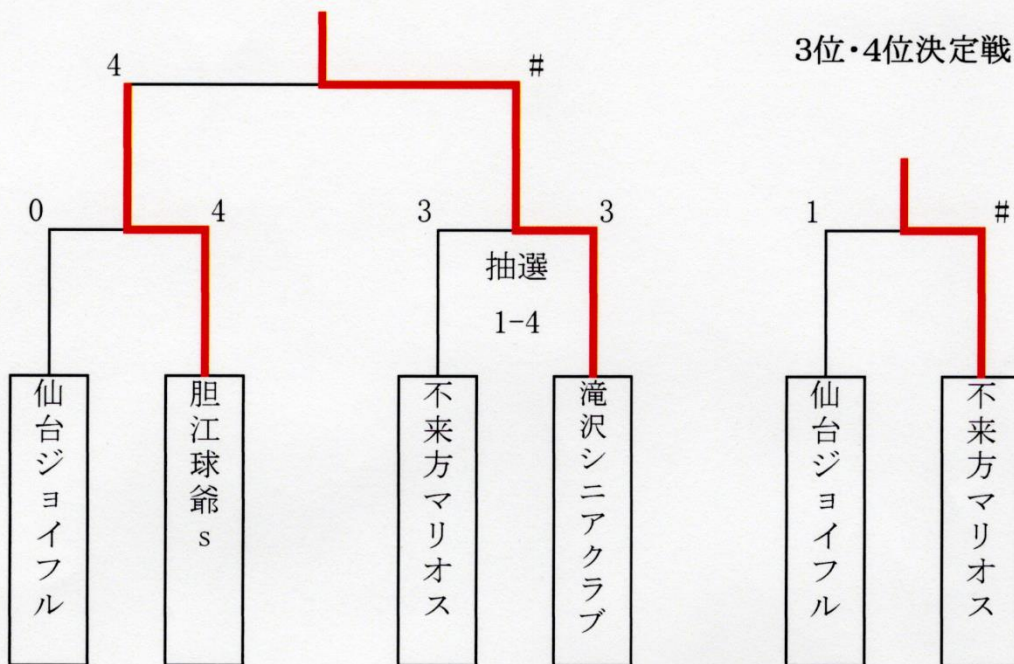 3位・4位決定戦
4 #
0 4 3 3 1 #
抽選
1-4
仙台ジョイフル
胆江球爺s
不来方マリオス
滝沢シニアクラブ
仙台ジョイフル
不来方マリオス